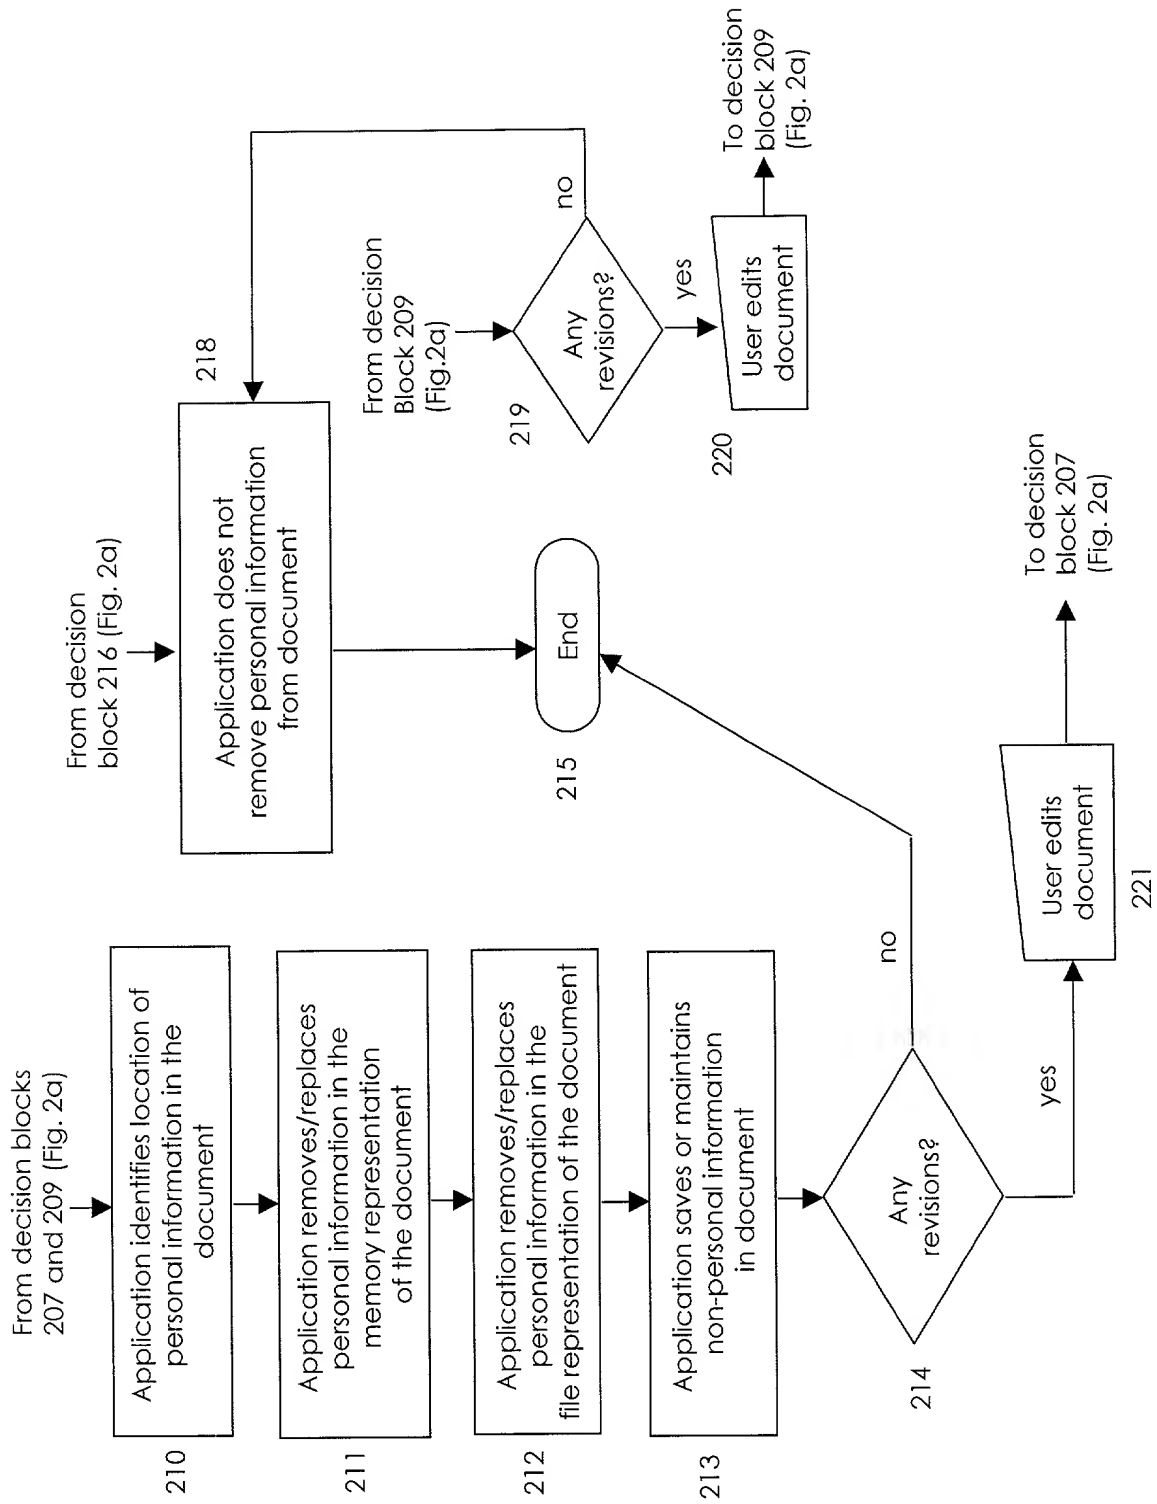 From decision blocks
207 and 209 (Fig. 2a)
210
Application identifies location of
personal information in the
document
211
Application removes/replaces
personal information in the
memory representation
of the document
212
Application removes/replaces
personal information in the
file representation of the document
213
Application saves or maintains
non-personal information
in document
214
Any
revisions?
no
yes
User edits
document
221
To decision
block 207
(Fig. 2a)
From decision
block 216 (Fig. 2a)
218
Application does not
remove personal information
from document
215
End
From decision
Block 209
(Fig.2a)
219
Any
revisions?
no
yes
220
User edits
document
To decision
block 209
(Fig. 2a)